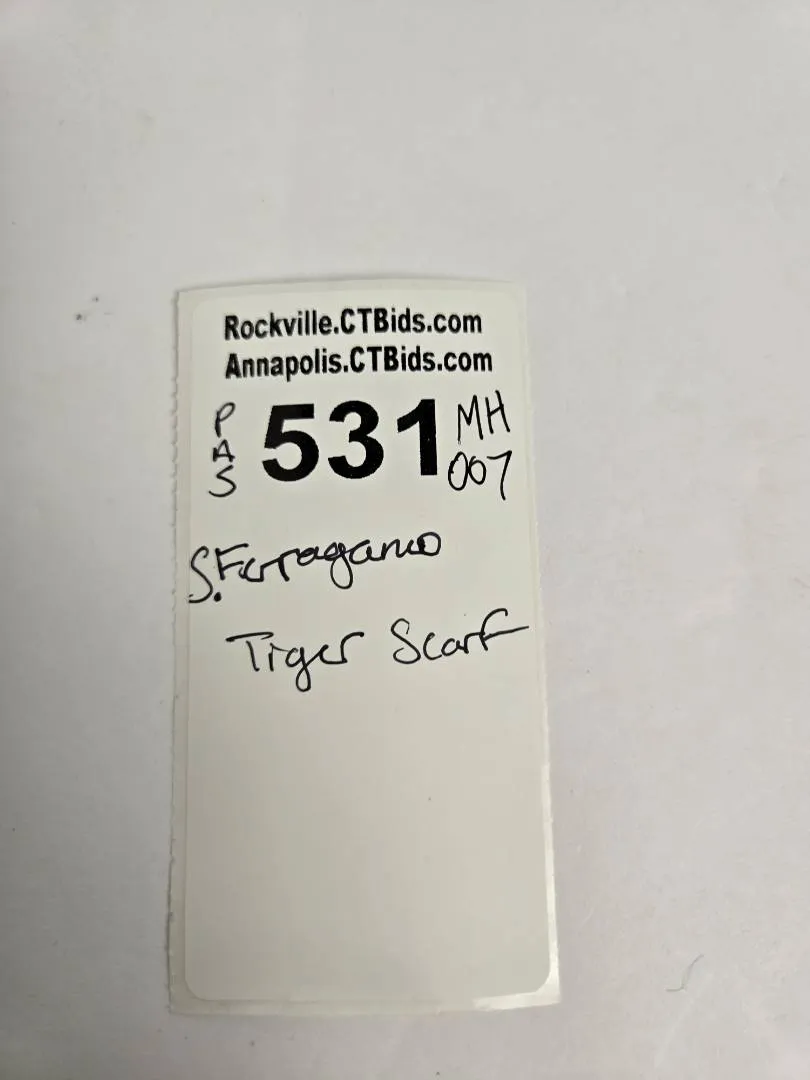 Rockville.CTBids.com
Annapolis.CTBids.com
PAS 531 MH
007
S.Ferragamo
Tiger Scarf